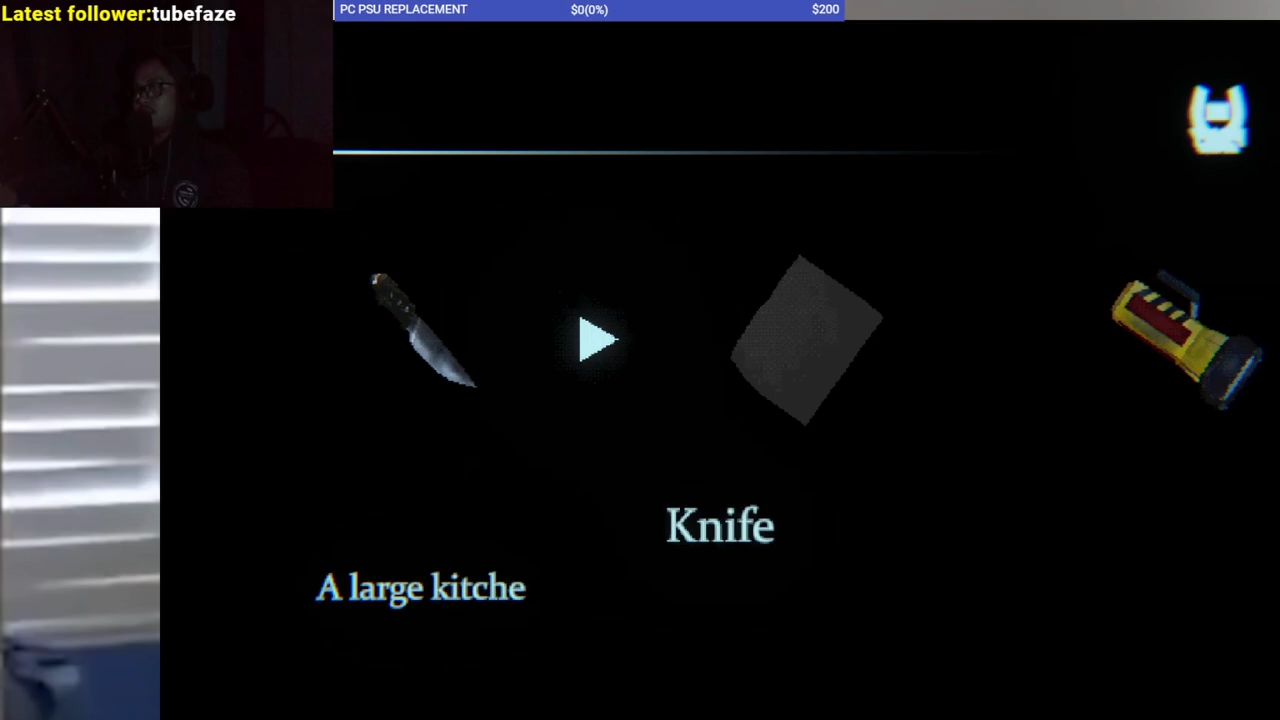 Latest follower:tubefaze
PC PSU REPLACEMENT $0(0%) $200
Knife
A large kitche